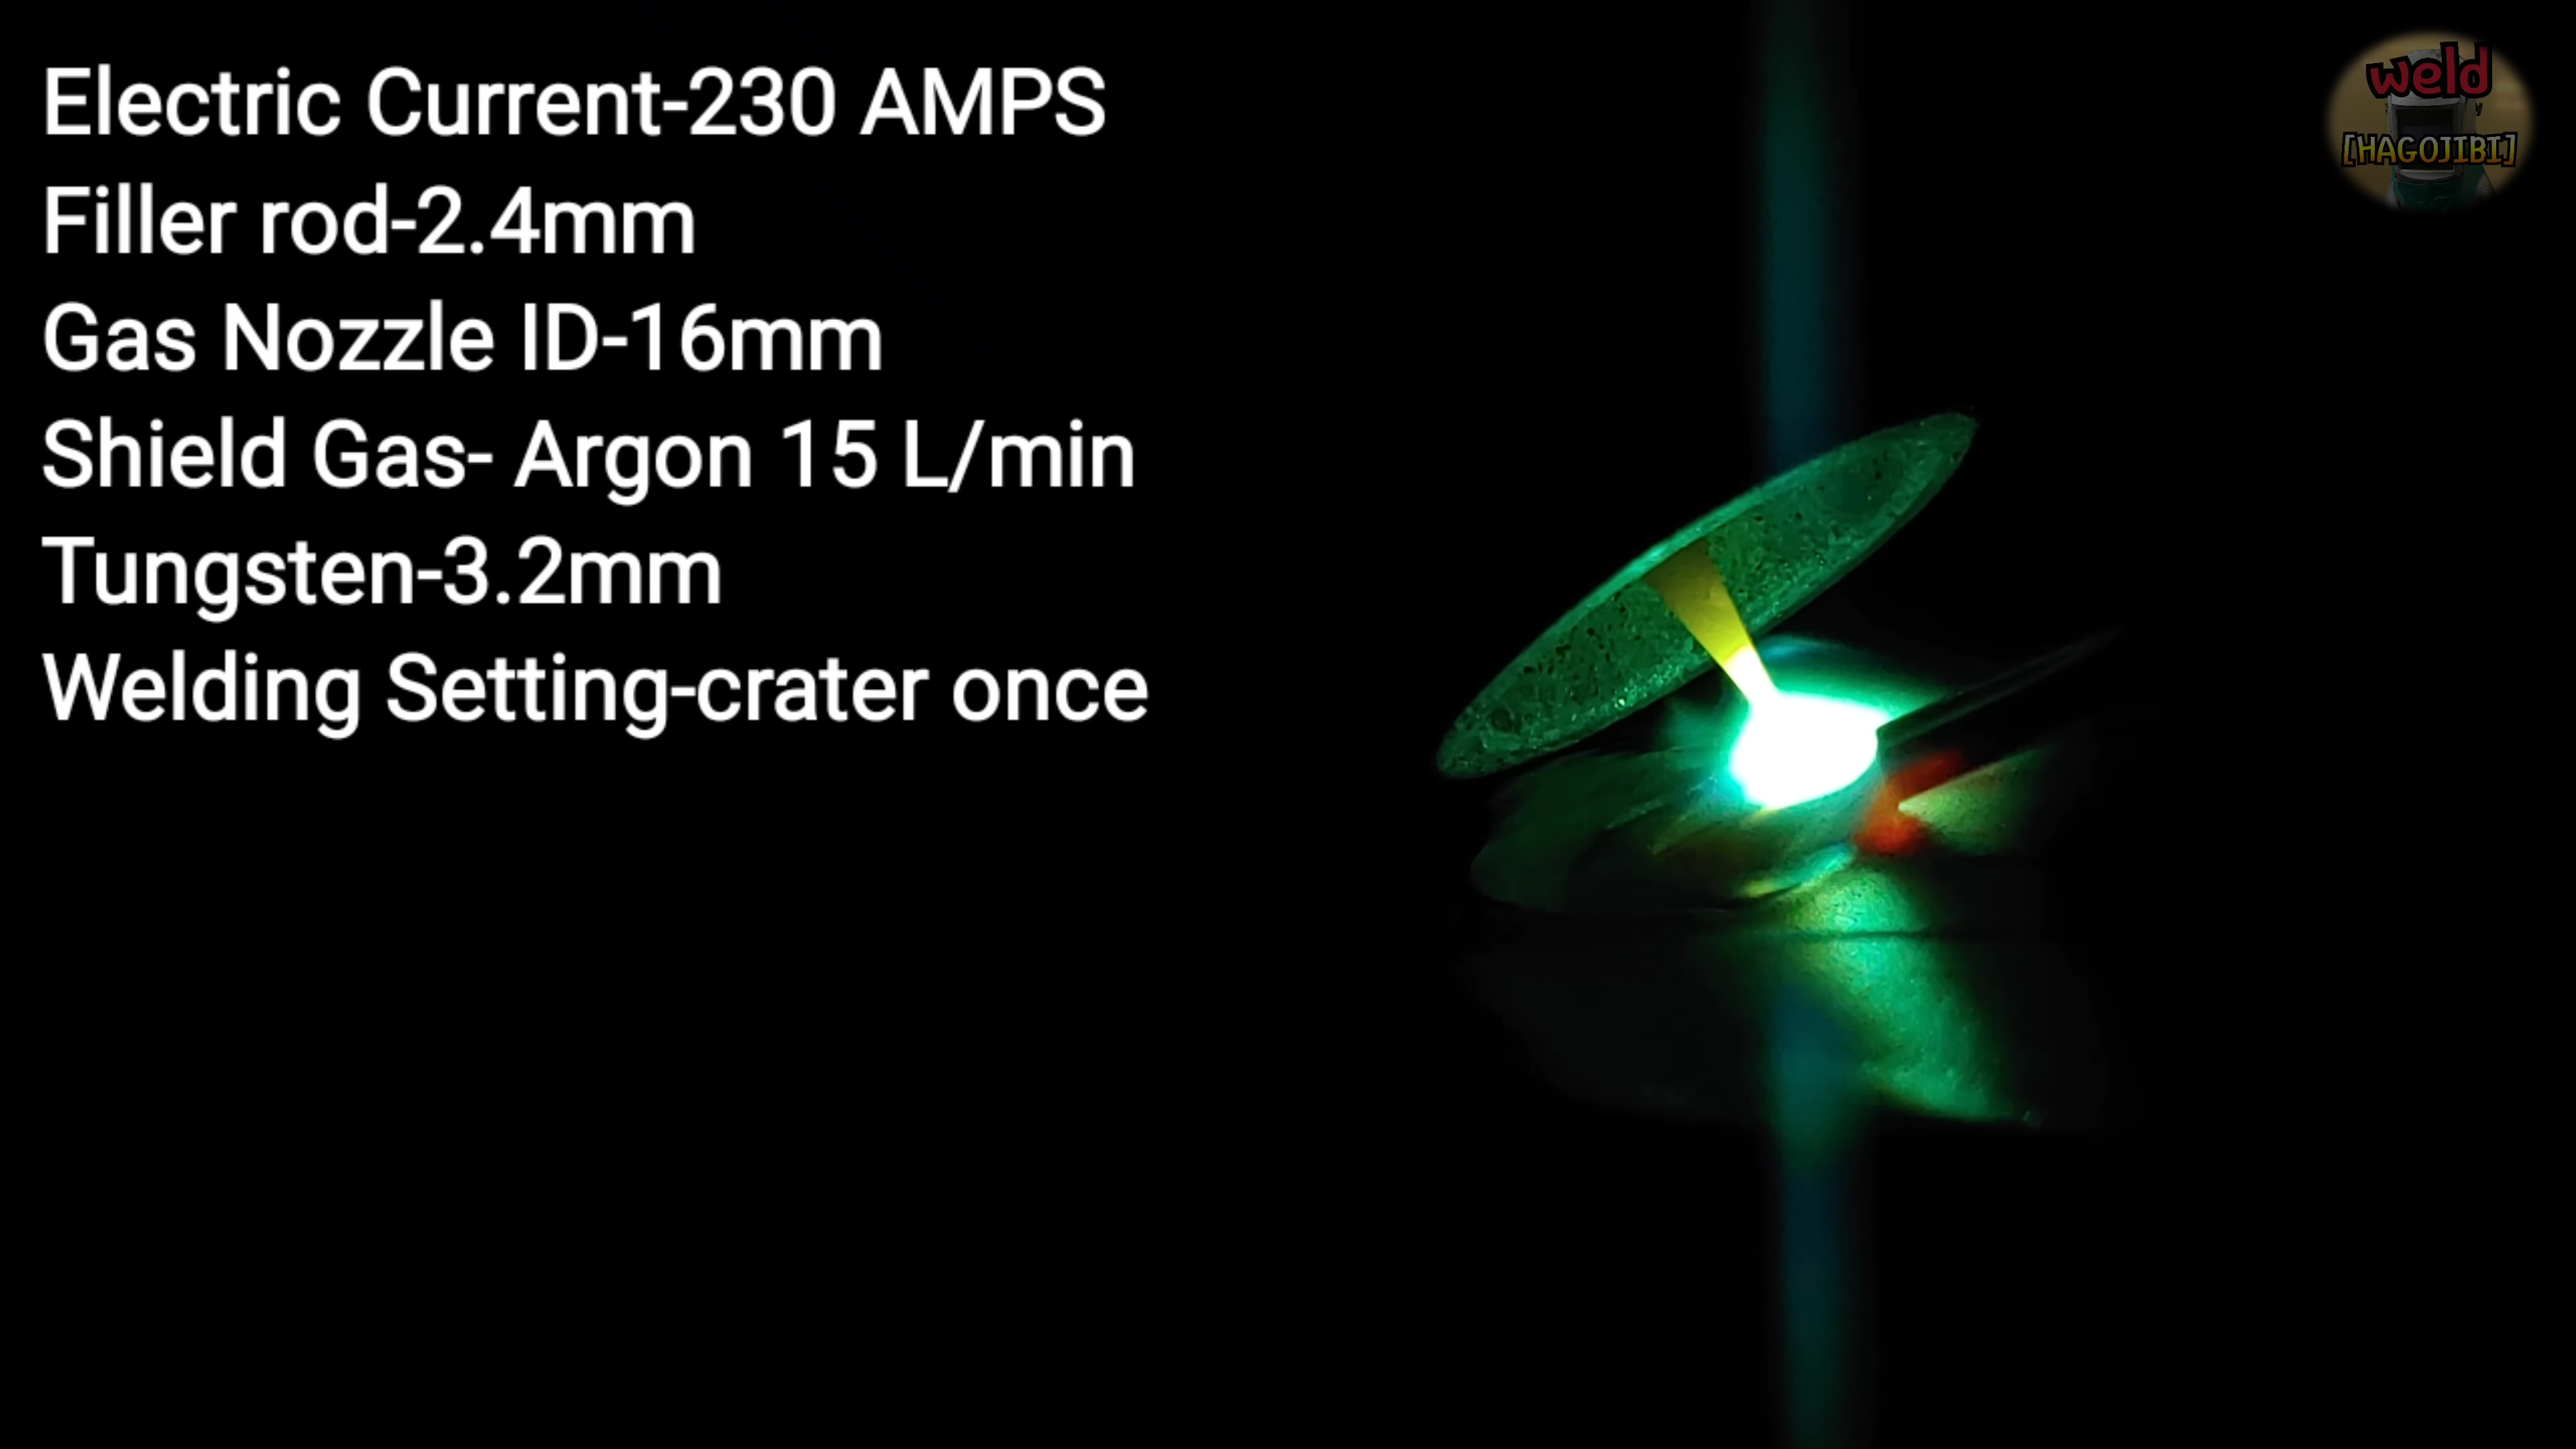 Electric Current-230 AMPS
Filler rod-2.4mm
Gas Nozzle ID-16mm
Shield Gas- Argon 15 L/min
Tungsten-3.2mm
Welding Setting-crater once
weld
[HAGOJIBI]